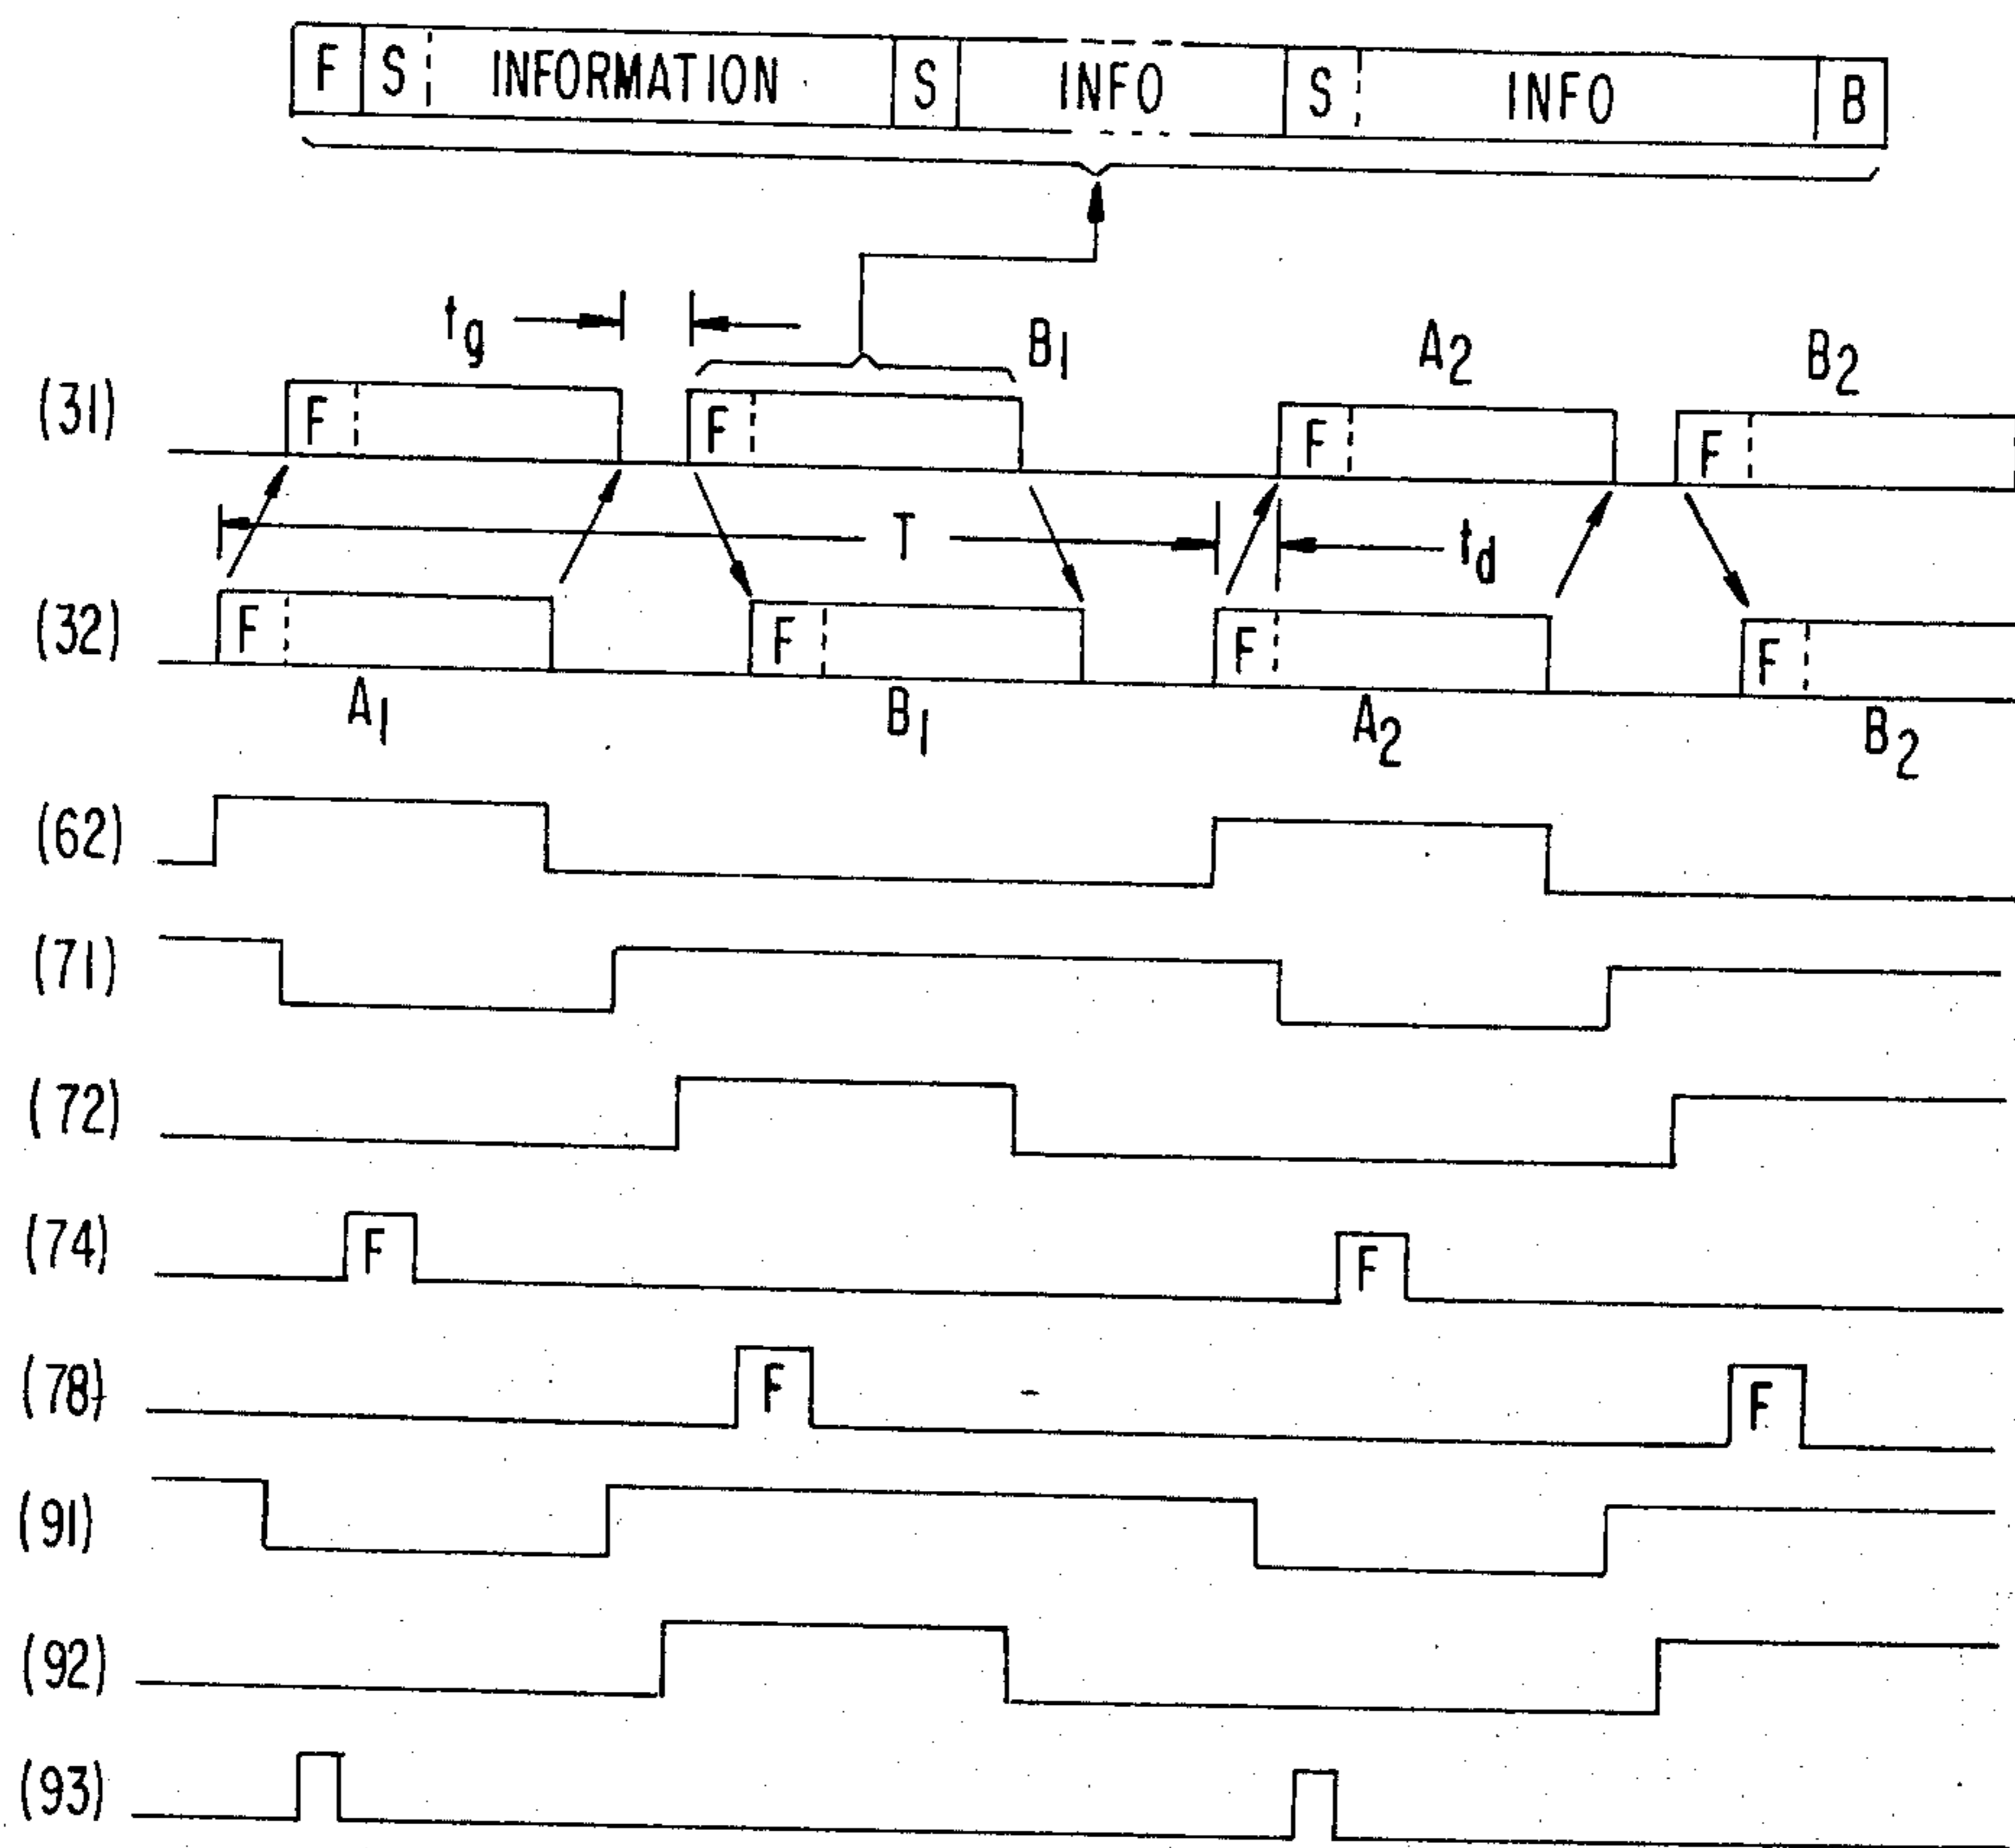 F S INFORMATION S INFO S INFO B
tg B1 A2 B2
(31) F F F F
T td
(32) F F F F
A1 B1 A2 B2
(62)
(71)
(72)
(74) F F
(78) F F
(91)
(92)
(93)